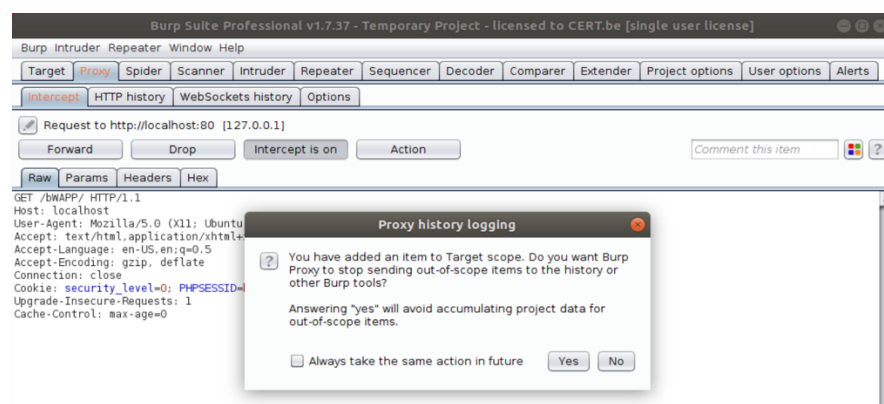 Burp Suite Professional v1.7.37 - Temporary Project - licensed to CERT.be [single user license]
Burp Intruder Repeater Window Help
Target Proxy Spider Scanner Intruder Repeater Sequencer Decoder Comparer Extender Project options User options Alerts
Intercept HTTP history WebSockets history Options
Request to http://localhost:80 [127.0.0.1]
Forward Drop Intercept is on Action Comment this item ?
Raw Params Headers Hex
GET /bWAPP/ HTTP/1.1
Host: localhost
User-Agent: Mozilla/5.0 (X11; Ubuntu
Accept: text/html,application/xhtml+
Accept-Language: en-US,en;q=0.5
Accept-Encoding: gzip, deflate
Connection: close
Cookie: security_level=0; PHPSESSID=
Upgrade-Insecure-Requests: 1
Cache-Control: max-age=0
Proxy history logging
? You have added an item to Target scope. Do you want Burp
Proxy to stop sending out-of-scope items to the history or
other Burp tools?
Answering "yes" will avoid accumulating project data for
out-of-scope items.
Always take the same action in future Yes No